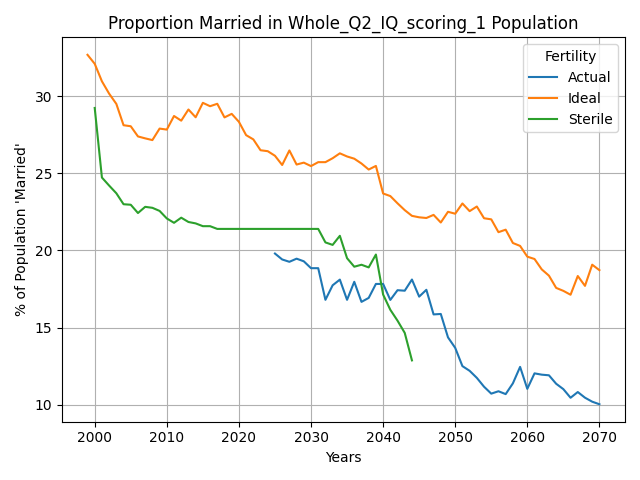 Proportion Married in Whole_Q2_IQ_scoring_1 Population
% of Population 'Married'
30
25
20
15
10
Fertility
Actual
Ideal
Sterile
2000 2010 2020 2030 2040 2050 2060 2070
Years